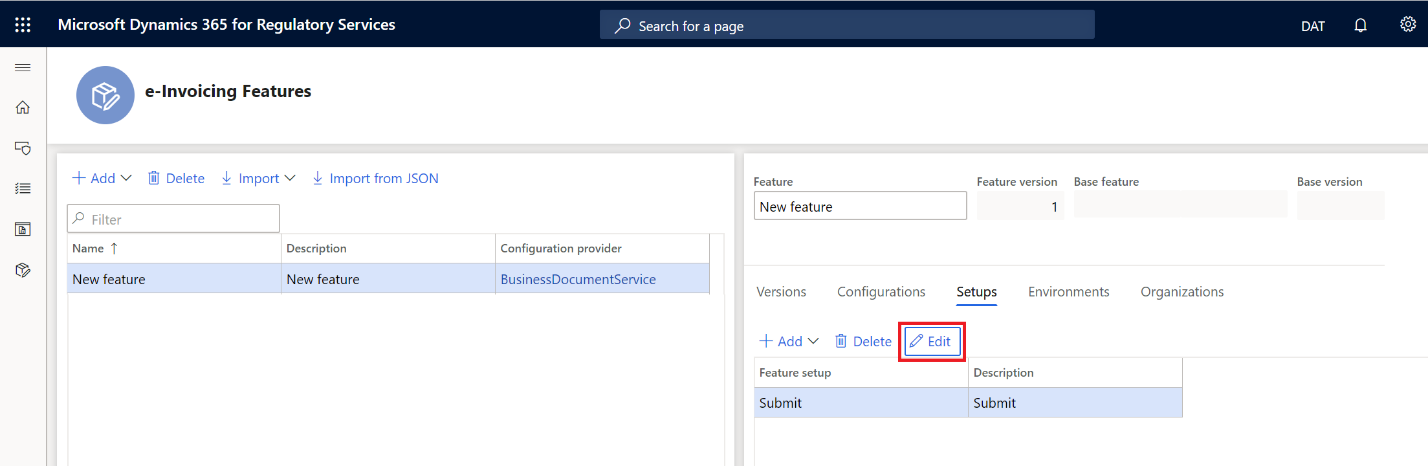 Microsoft Dynamics 365 for Regulatory Services
Search for a page
DAT
e-Invoicing Features
Add
Delete
Import
Import from JSON
Filter
Name
Description
Configuration provider
New feature
New feature
BusinessDocumentService
Feature
Feature version
Base feature
Base version
New feature
1
Versions
Configurations
Setups
Environments
Organizations
Add
Delete
Edit
Feature setup
Description
Submit
Submit